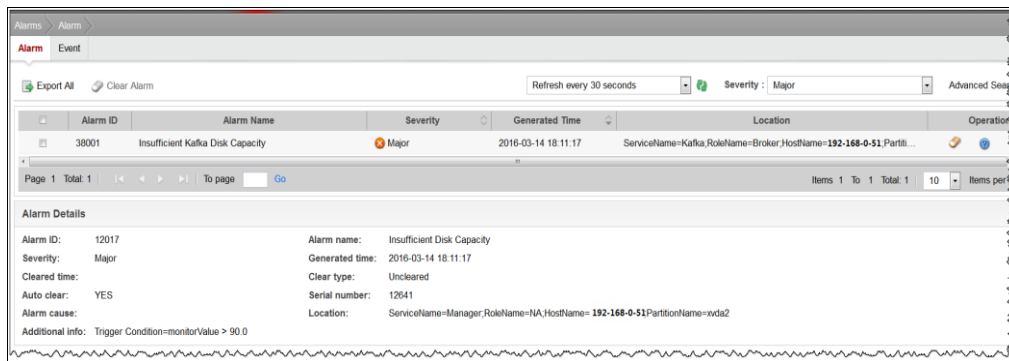 Alarms Alarm
Alarm Event
Export All Clear Alarm Refresh every 30 seconds Severity : Major Advanced
Alarm ID Alarm Name Severity Generated Time Location
38001 Insufficient Kafka Disk Capacity Major 2016-03-14 18:11:17 ServiceName=Kafka;RoleName=Broker;HostName=192-168-0-51;Partiti...
Page 1 Total: 1 To page Go Items 1 To 1 Total: 1 10 Items per
Alarm Details
Alarm ID: 12017 Alarm name: Insufficient Disk Capacity
Severity: Major Generated time: 2016-03-14 18:11:17
Cleared time: Clear type: Uncleared
Auto clear: YES Serial number: 12641
Alarm cause: Location: ServiceName=Manager;RoleName=NA;HostName= 192-168-0-51PartitionName=xvda2
Additional info: Trigger Condition=monitorValue > 90.0